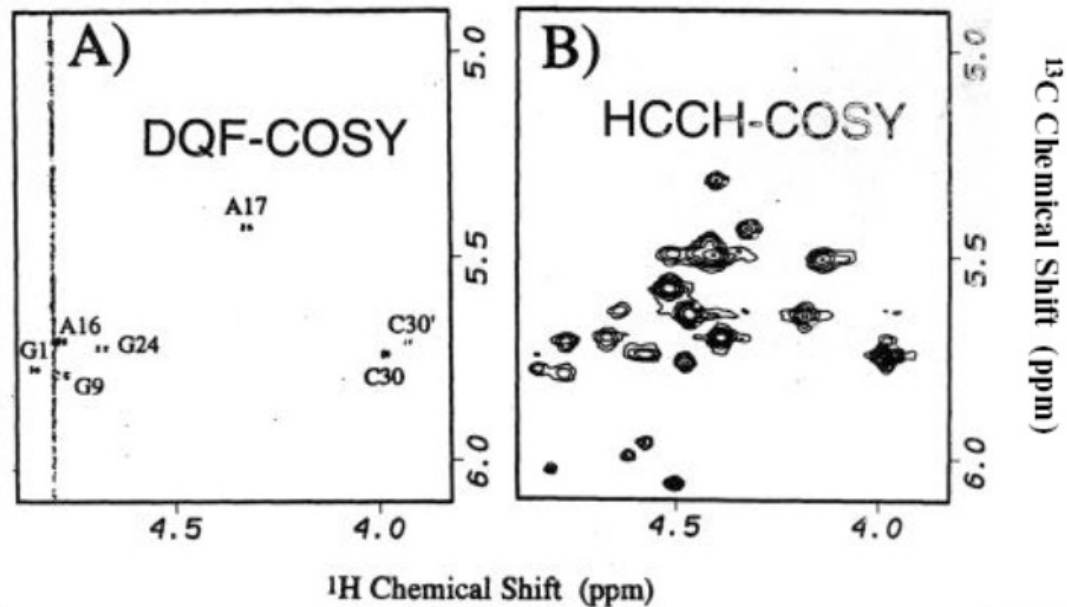 A)
DQF-COSY
A17
A16
G1
G24
G9
C30'
C30
5.0
5.5
6.0
4.5
4.0
B)
HCCH-COSY
5.0
5.5
6.0
4.5
4.0
¹H Chemical Shift (ppm)
¹³C Chemical Shift (ppm)